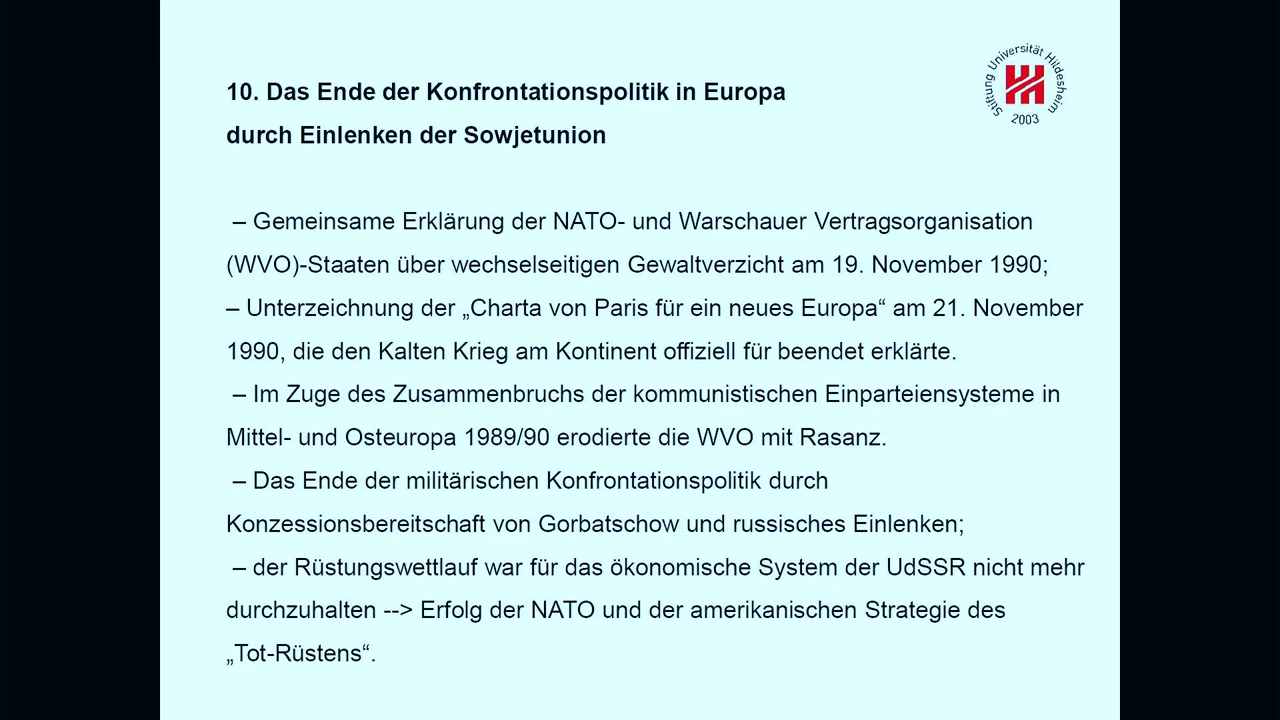 10. Das Ende der Konfrontationspolitik in Europa
durch Einlenken der Sowjetunion
Stiftung Universität Hildesheim
2003
– Gemeinsame Erklärung der NATO- und Warschauer Vertragsorganisation
(WVO)-Staaten über wechselseitigen Gewaltverzicht am 19. November 1990;
– Unterzeichnung der „Charta von Paris für ein neues Europa“ am 21. November
1990, die den Kalten Krieg am Kontinent offiziell für beendet erklärte.
– Im Zuge des Zusammenbruchs der kommunistischen Einparteiensysteme in
Mittel- und Osteuropa 1989/90 erodierte die WVO mit Rasanz.
– Das Ende der militärischen Konfrontationspolitik durch
Konzessionsbereitschaft von Gorbatschow und russisches Einlenken;
– der Rüstungswettlauf war für das ökonomische System der UdSSR nicht mehr
durchzuhalten --> Erfolg der NATO und der amerikanischen Strategie des
„Tot-Rüstens“.